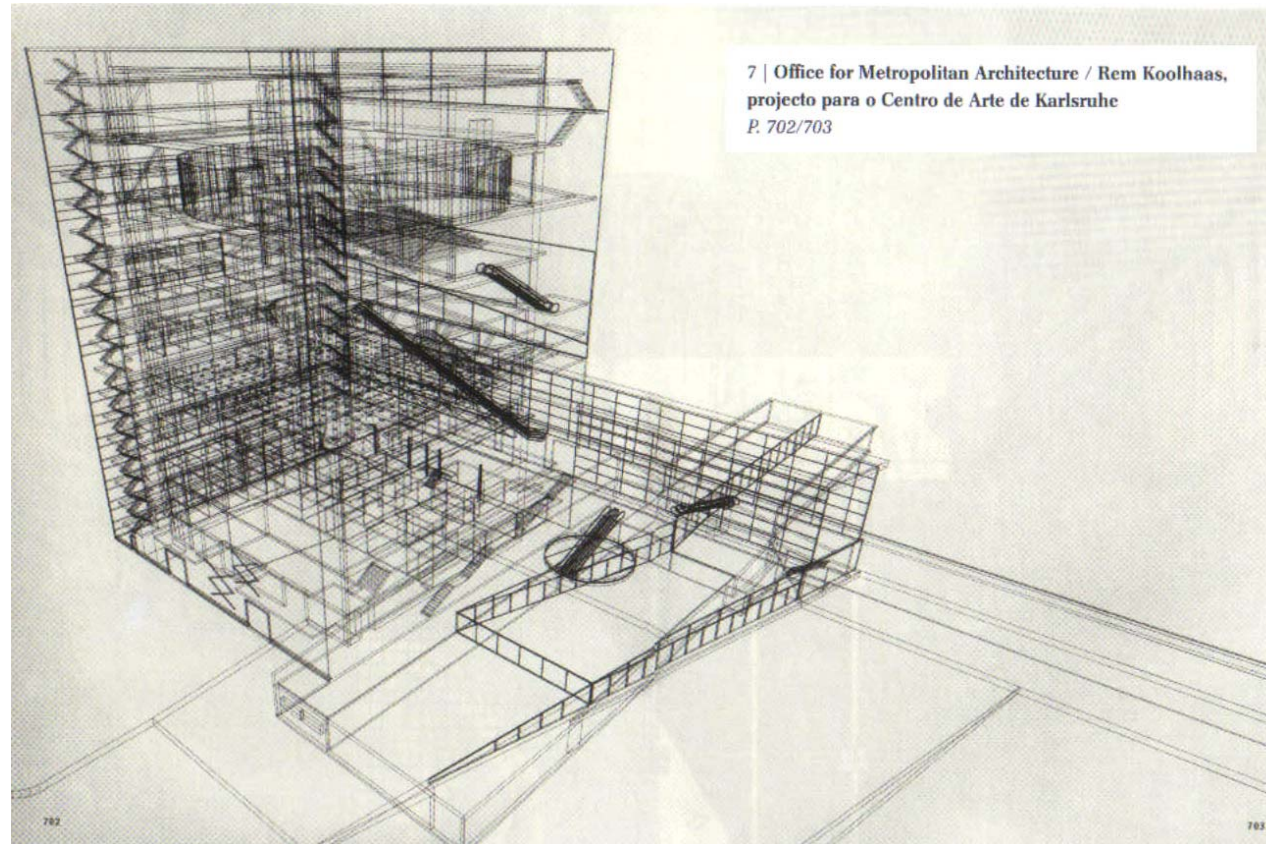 7 | Office for Metropolitan Architecture / Rem Koolhaas,
projecto para o Centro de Arte de Karlsruhe
P. 702/703
702
703